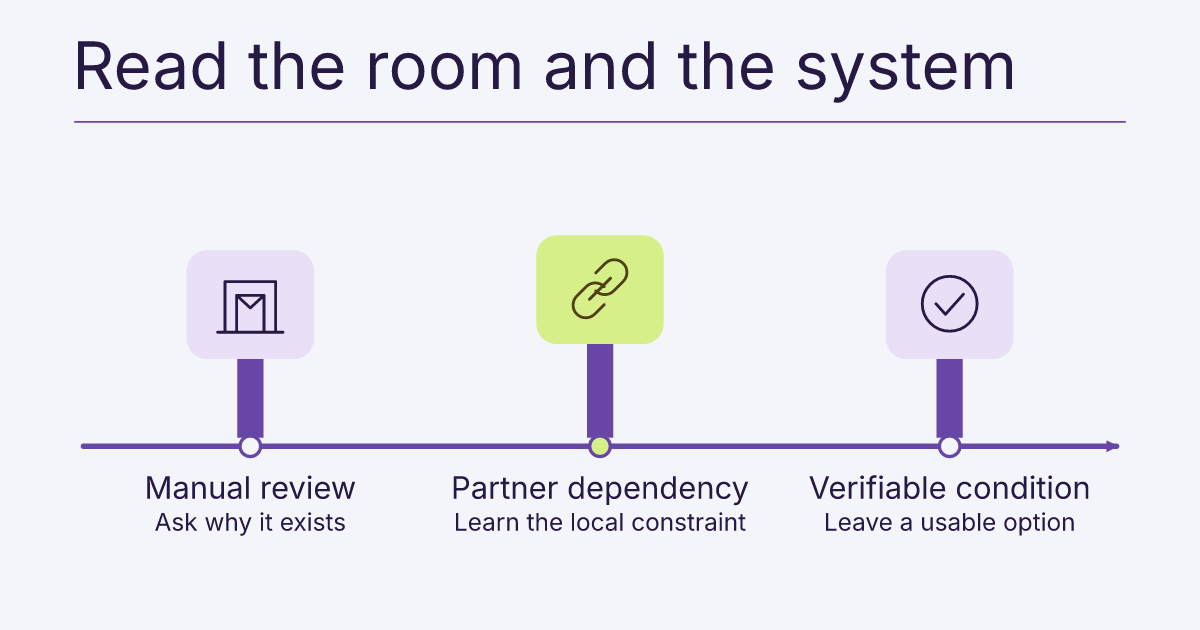 Read the room and the system
Manual review
Ask why it exists
Partner dependency
Learn the local constraint
Verifiable condition
Leave a usable option